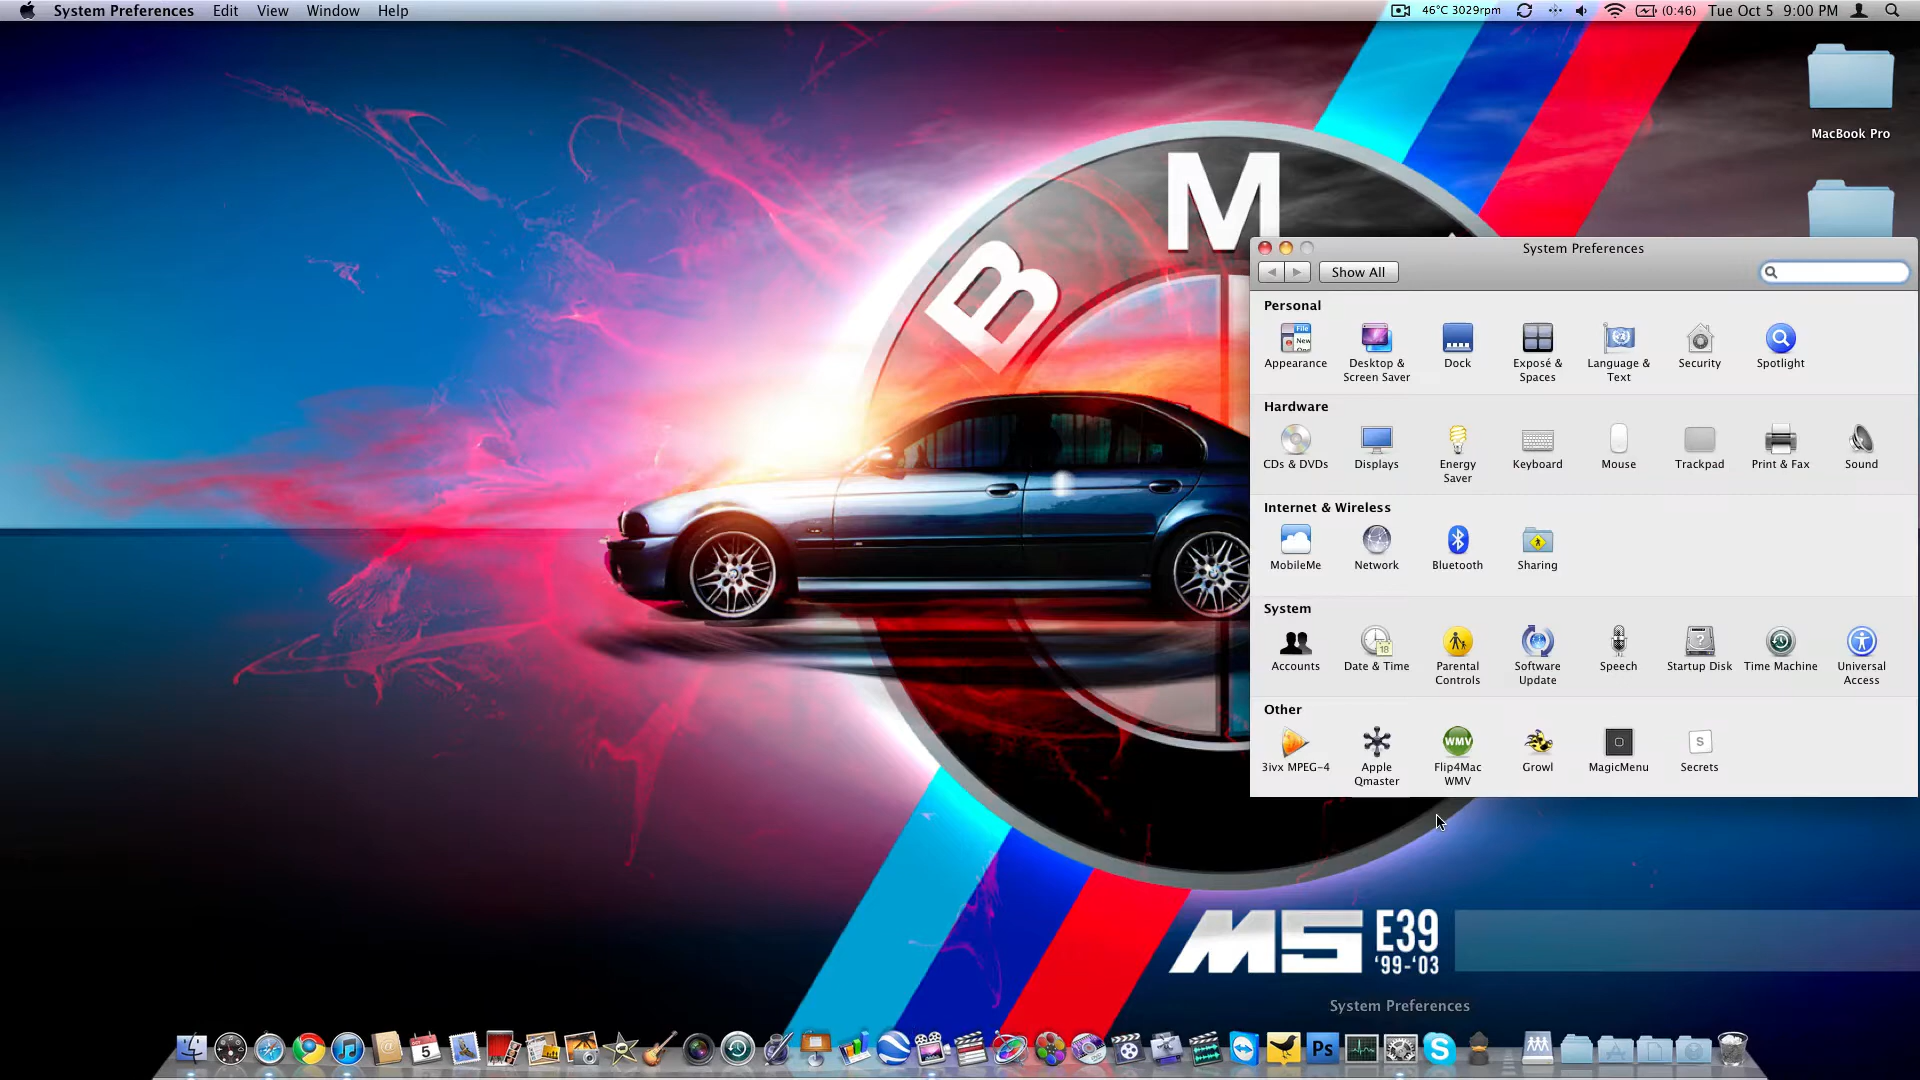 System Preferences Edit View Window Help
46°C 3029rpm (0:46) Tue Oct 5 9:00 PM
MacBook Pro
M
B
System Preferences
Show All
Personal
Appearance
Desktop &
Screen Saver
Dock
Exposé &
Spaces
Language &
Text
Security
Spotlight
Hardware
CDs & DVDs
Displays
Energy
Saver
Keyboard
Mouse
Trackpad
Print & Fax
Sound
Internet & Wireless
MobileMe
Network
Bluetooth
Sharing
System
Accounts
Date & Time
18
Parental
Controls
Software
Update
Speech
Startup Disk
Time Machine
Universal
Access
Other
3ivx MPEG-4
Apple
Qmaster
WMV
Flip4Mac
WMV
Growl
MagicMenu
S
Secrets
M5 E39
'99-'03
System Preferences
5
Ps